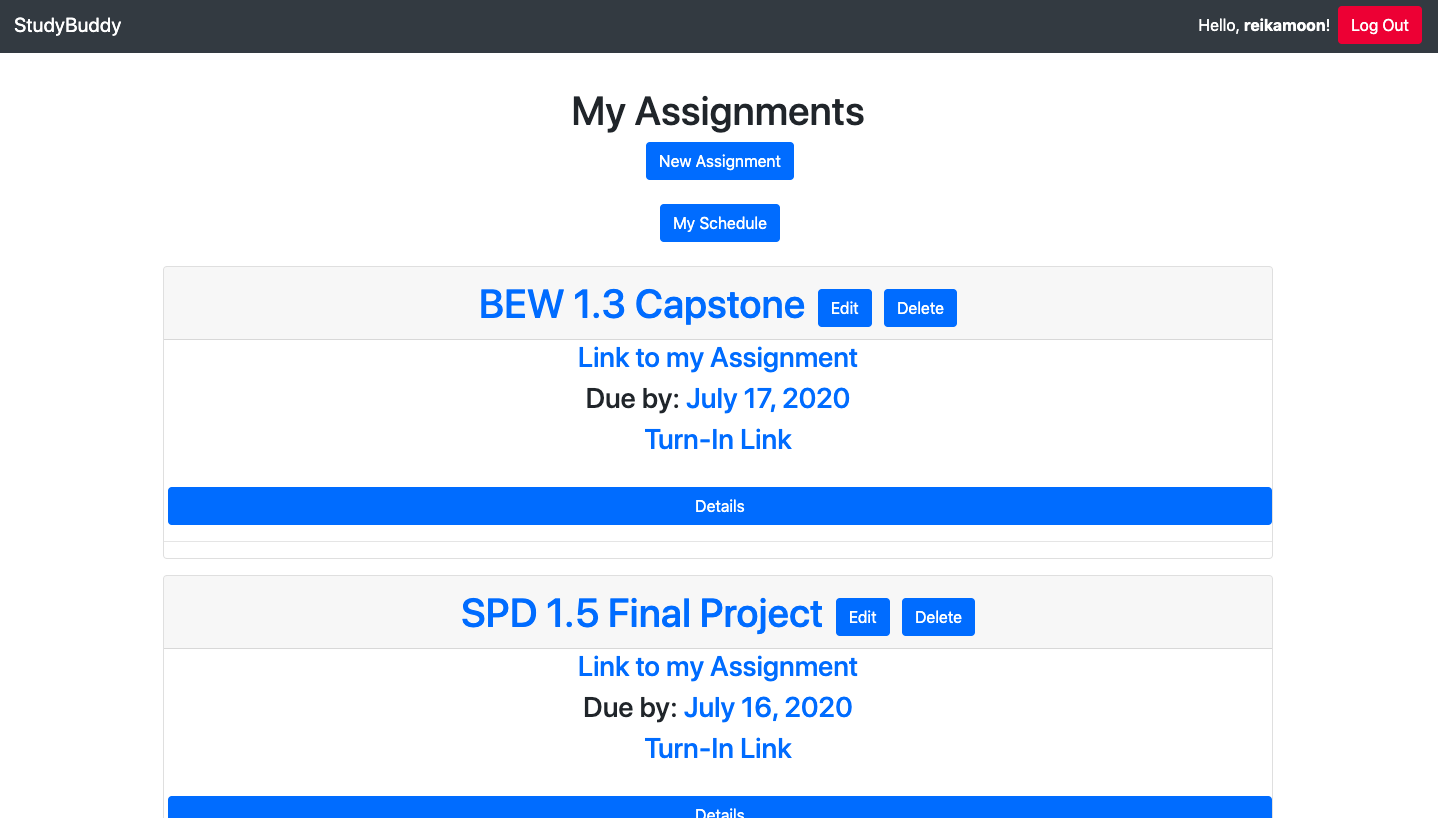 StudyBuddy Hello, reikamoon! Log Out
My Assignments
New Assignment
My Schedule
BEW 1.3 Capstone Edit Delete
Link to my Assignment
Due by: July 17, 2020
Turn-In Link
Details
SPD 1.5 Final Project Edit Delete
Link to my Assignment
Due by: July 16, 2020
Turn-In Link
Details